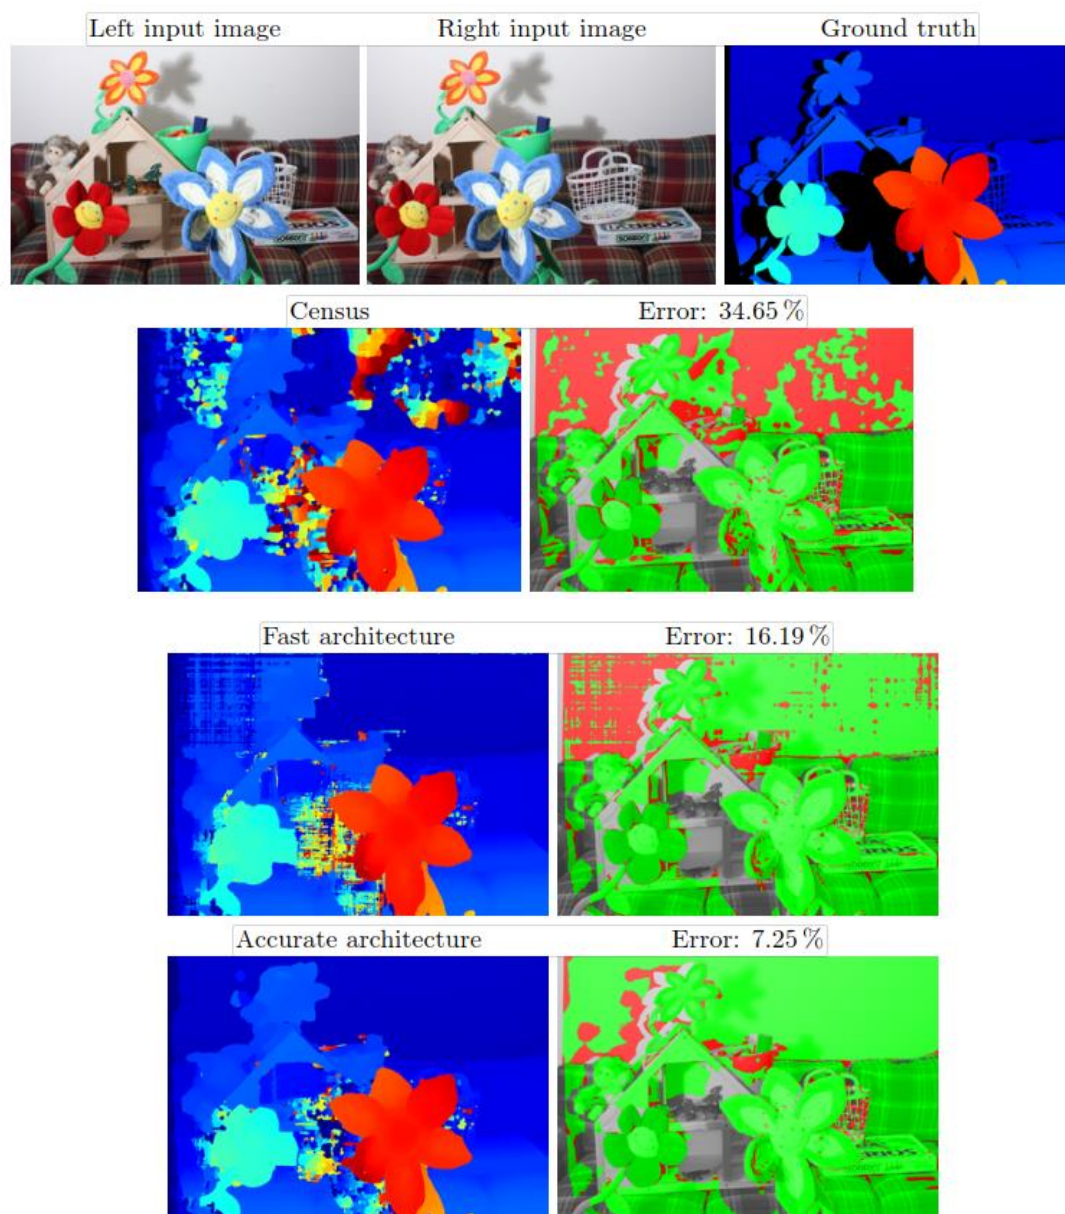 Left input image Right input image Ground truth
Census Error: 34.65 %
Fast architecture Error: 16.19 %
Accurate architecture Error: 7.25 %